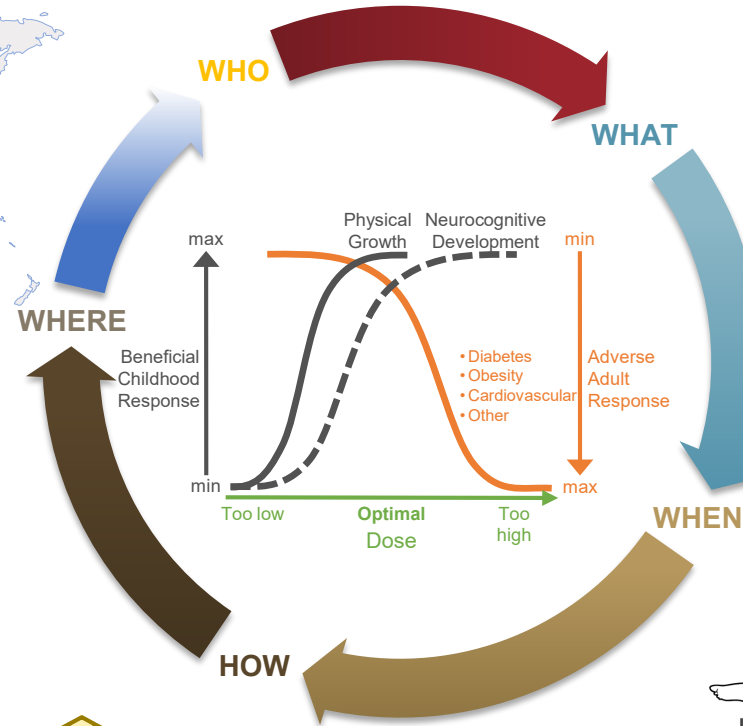 WHO
WHAT
Physical
Growth
Neurocognitive
Development
max
min
WHERE
Beneficial
Childhood
Response
• Diabetes
• Obesity
• Cardiovascular
• Other
Adverse
Adult
Response
min
max
Too low
Optimal
Dose
Too
high
WHEN
HOW